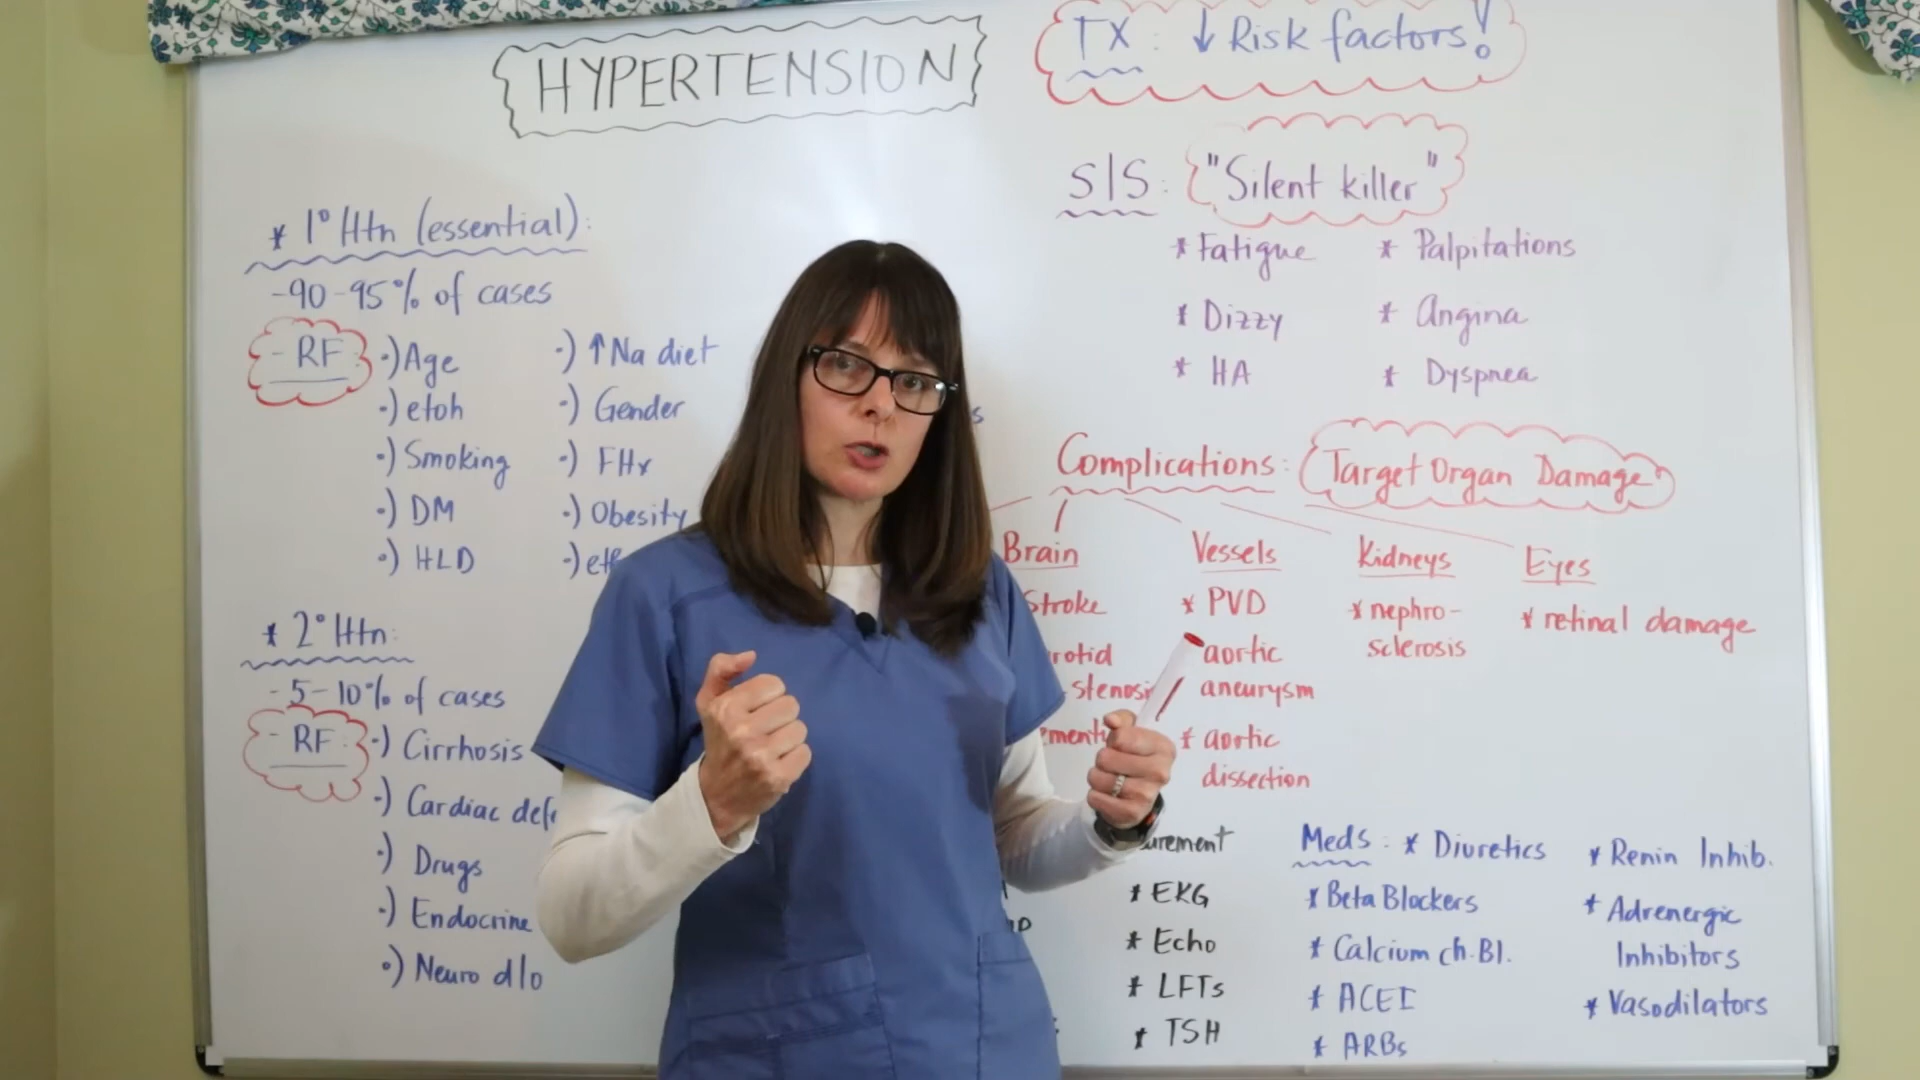 HYPERTENSION
TX: ↓ Risk factors!
S/S: "Silent killer"
* Fatigue
* Dizzy
* HA
* Palpitations
* Angina
* Dyspnea
* 1° Htn (essential):
- 90-95% of cases
- RF:
·) Age
·) etoh
·) Smoking
·) DM
·) HLD
·) ↑Na diet
·) Gender
·) FHx
·) Obesity
* 2° Htn:
- 5-10% of cases
- RF:
·) Cirrhosis
·) Cardiac
·) Drugs
·) Endocrine
·) Neuro d/o
Complications: Target Organ Damage
Brain
Stroke
Vessels
* PVD
aortic
aneurysm
* aortic
dissection
Kidneys
* nephro-
sclerosis
Eyes
* retinal damage
* EKG
* Echo
* LFTs
* TSH
Meds: * Diuretics
* Beta Blockers
* Calcium ch. Bl.
* ACEI
* ARBs
* Renin Inhib.
* Adrenergic
Inhibitors
* Vasodilators